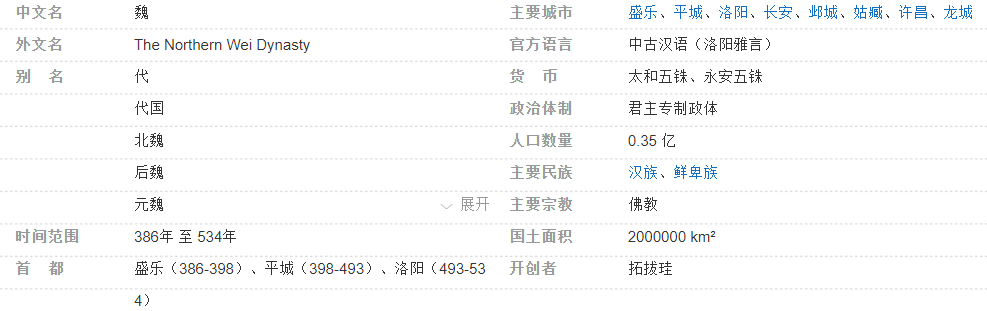 中文名 魏
外文名 The Northern Wei Dynasty
别 名 代
代国
北魏
后魏
元魏
展开
时间范围 386年 至 534年
首 都 盛乐（386-398）、平城（398-493）、洛阳（493-53
4）
主要城市 盛乐、平城、洛阳、长安、邺城、姑臧、许昌、龙城
官方语言 中古汉语（洛阳雅言）
货 币 太和五铢、永安五铢
政治体制 君主专制政体
人口数量 0.35 亿
主要民族 汉族、鲜卑族
主要宗教 佛教
国土面积 2000000 km²
开创者 拓拔珪